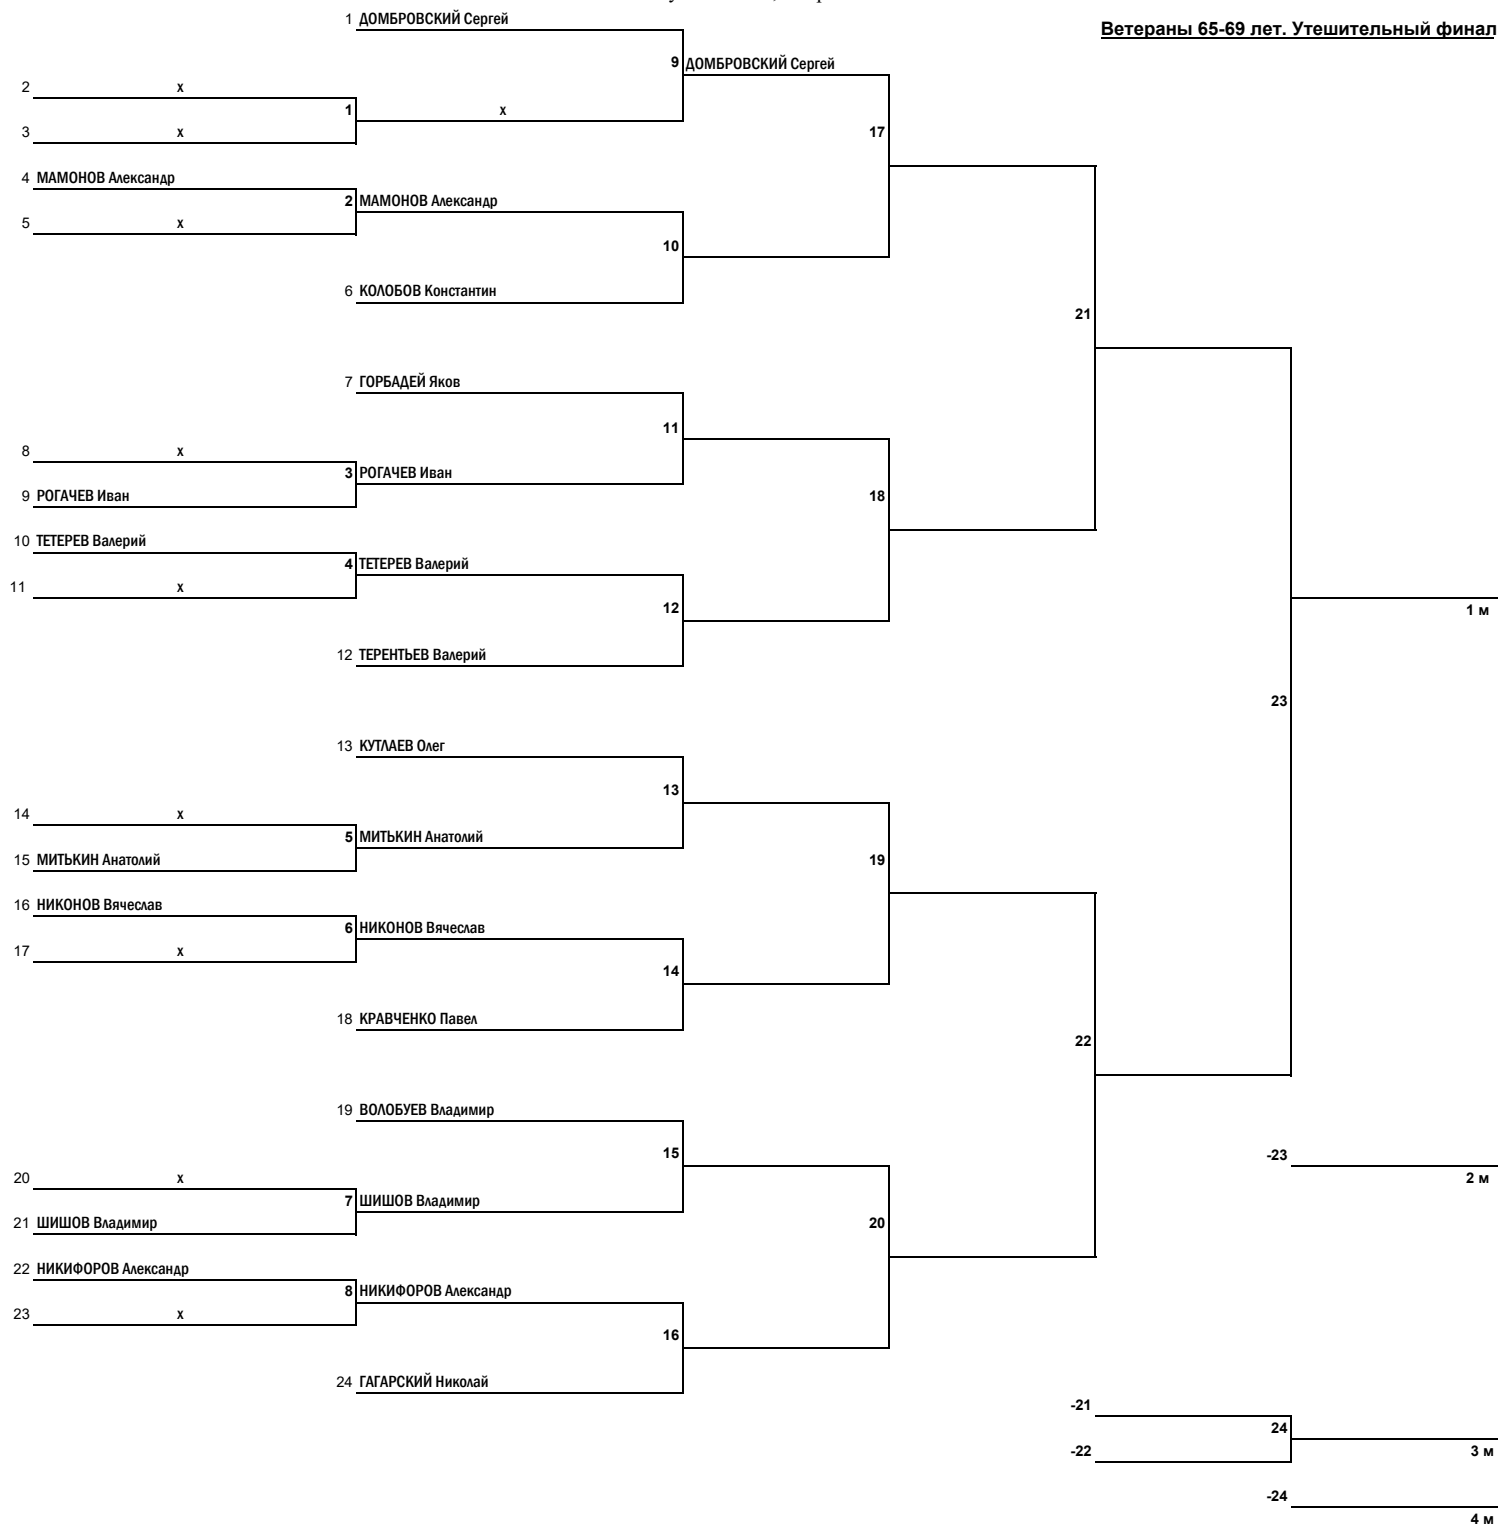 1 ДОМБРОВСКИЙ Сергей
Ветераны 65-69 лет. Утешительный финал
9 ДОМБРОВСКИЙ Сергей
2 х
1 х
3 х
17
4 МАМОНОВ Александр
2 МАМОНОВ Александр
5 х
10
6 КОЛОБОВ Константин
21
7 ГОРБАДЕЙ Яков
11
8 х
3 РОГАЧЕВ Иван
9 РОГАЧЕВ Иван
18
10 ТЕТЕРЕВ Валерий
4 ТЕТЕРЕВ Валерий
11 х
12
1 м
12 ТЕРЕНТЬЕВ Валерий
23
13 КУТЛАЕВ Олег
13
14 х
5 МИТЬКИН Анатолий
15 МИТЬКИН Анатолий
19
16 НИКОНОВ Вячеслав
6 НИКОНОВ Вячеслав
17 х
14
18 КРАВЧЕНКО Павел
22
19 ВОЛОБУЕВ Владимир
15
-23
20 х
2 м
7 ШИШОВ Владимир
21 ШИШОВ Владимир
20
22 НИКИФОРОВ Александр
8 НИКИФОРОВ Александр
23 х
16
24 ГАГАРСКИЙ Николай
-21
24
-22
3 м
-24
4 м